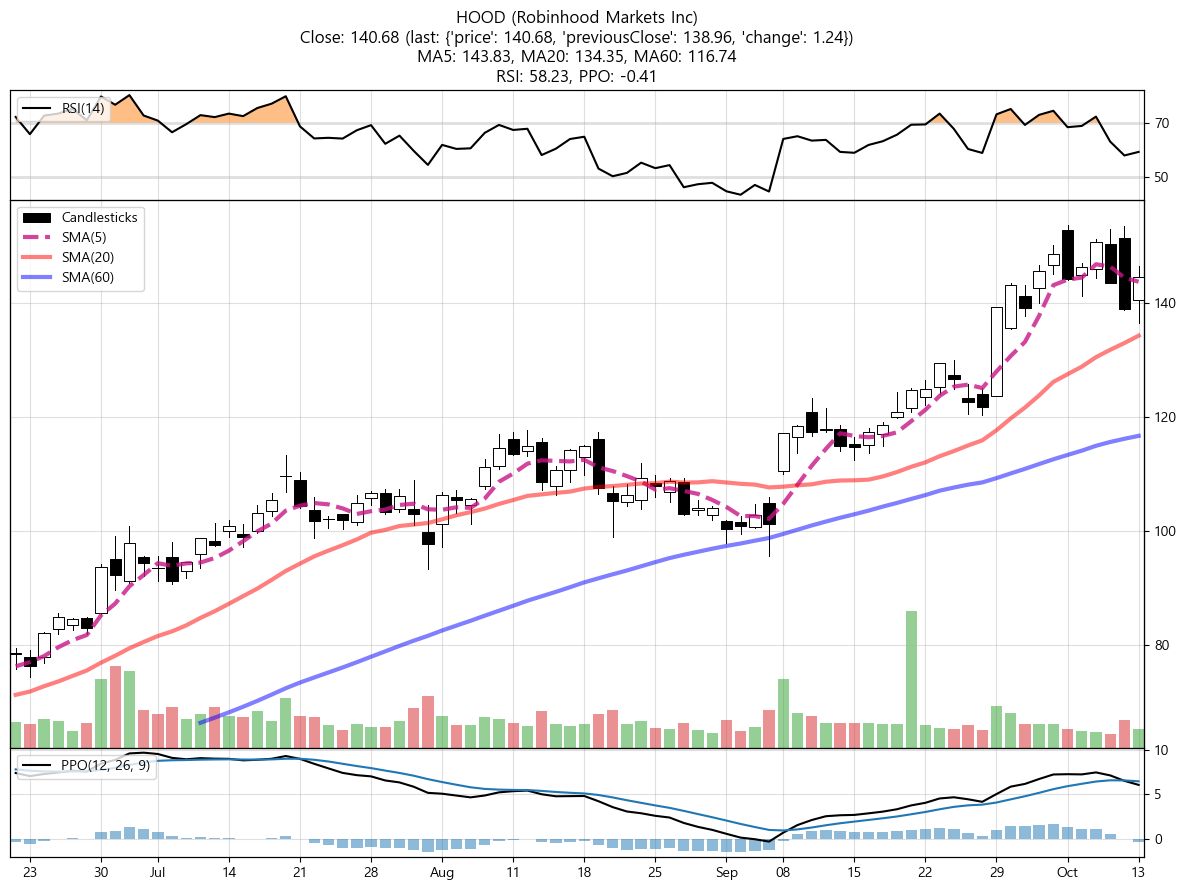 HOOD (Robinhood Markets Inc)
Close: 140.68 (last: {'price': 140.68, 'previousClose': 138.96, 'change': 1.24})
MA5: 143.83, MA20: 134.35, MA60: 116.74
RSI: 58.23, PPO: -0.41
RSI(14)
70
50
Candlesticks
SMA(5)
SMA(20)
SMA(60)
140
120
100
80
PPO(12, 26, 9)
10
5
0
23 30 Jul 14 21 28 Aug 11 18 25 Sep 08 15 22 29 Oct 13